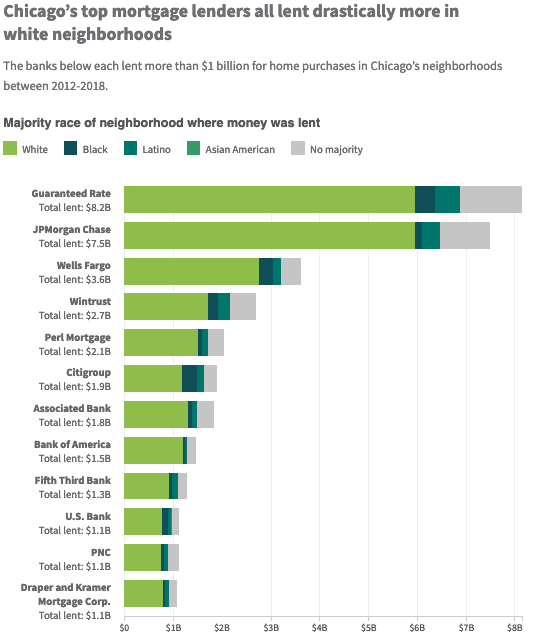 Chicago's top mortgage lenders all lent drastically more in
white neighborhoods
The banks below each lent more than $1 billion for home purchases in Chicago's neighborhoods
between 2012-2018.
Majority race of neighborhood where money was lent
White Black Latino Asian American No majority
Guaranteed Rate
Total lent: $8.2B
JPMorgan Chase
Total lent: $7.5B
Wells Fargo
Total lent: $3.6B
Wintrust
Total lent: $2.7B
Perl Mortgage
Total lent: $2.1B
Citigroup
Total lent: $1.9B
Associated Bank
Total lent: $1.8B
Bank of America
Total lent: $1.5B
Fifth Third Bank
Total lent: $1.3B
U.S. Bank
Total lent: $1.1B
PNC
Total lent: $1.1B
Draper and Kramer
Mortgage Corp.
Total lent: $1.1B
$0 $1B $2B $3B $4B $5B $6B $7B $8B